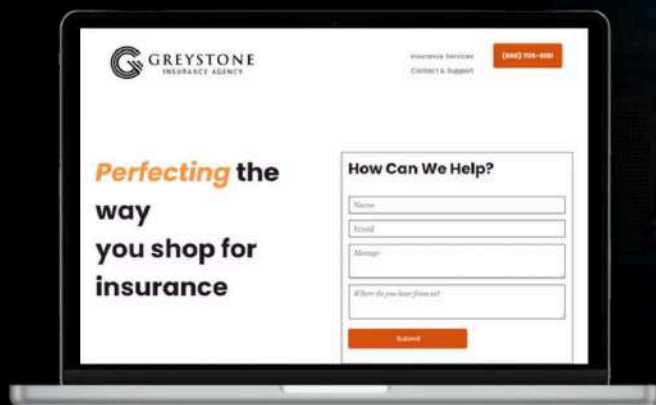 GREYSTONE
INSURANCE AGENCY
Insurance Services
Contact & Support
Perfecting the
way
you shop for
insurance
How Can We Help?
Name
Email
Message
Where do you hear from us?
Submit